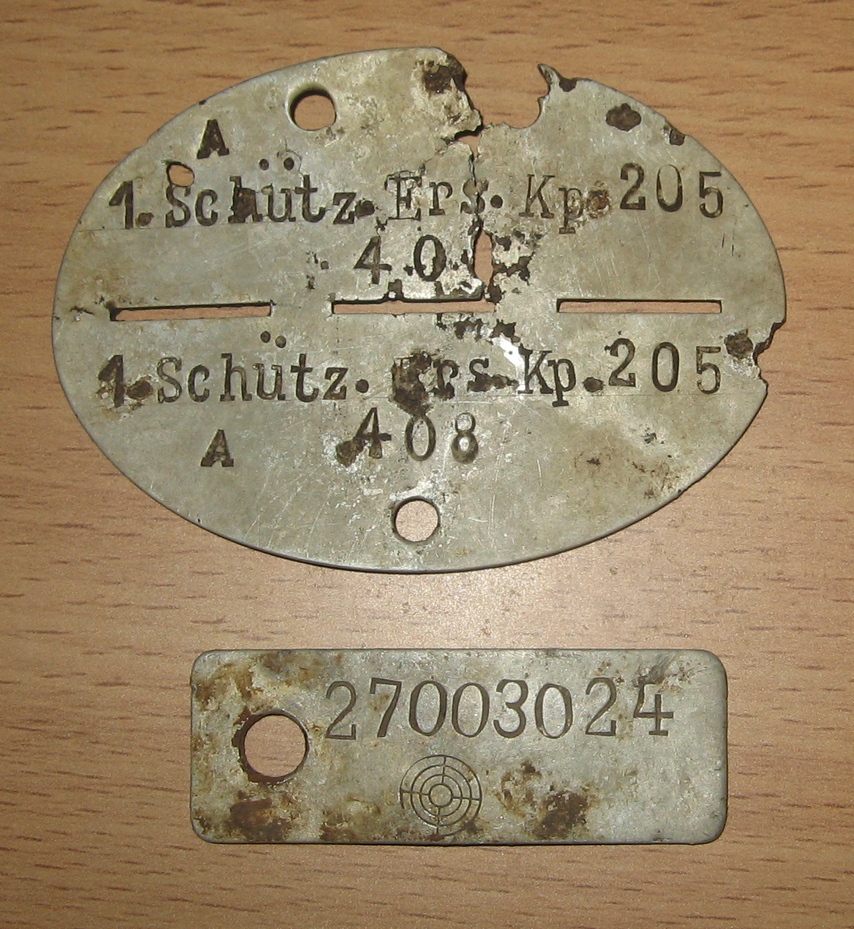 A
1. Schütz. Ers. Kp. 205
40
1. Schütz. Ers. Kp. 205
A 408
27003024